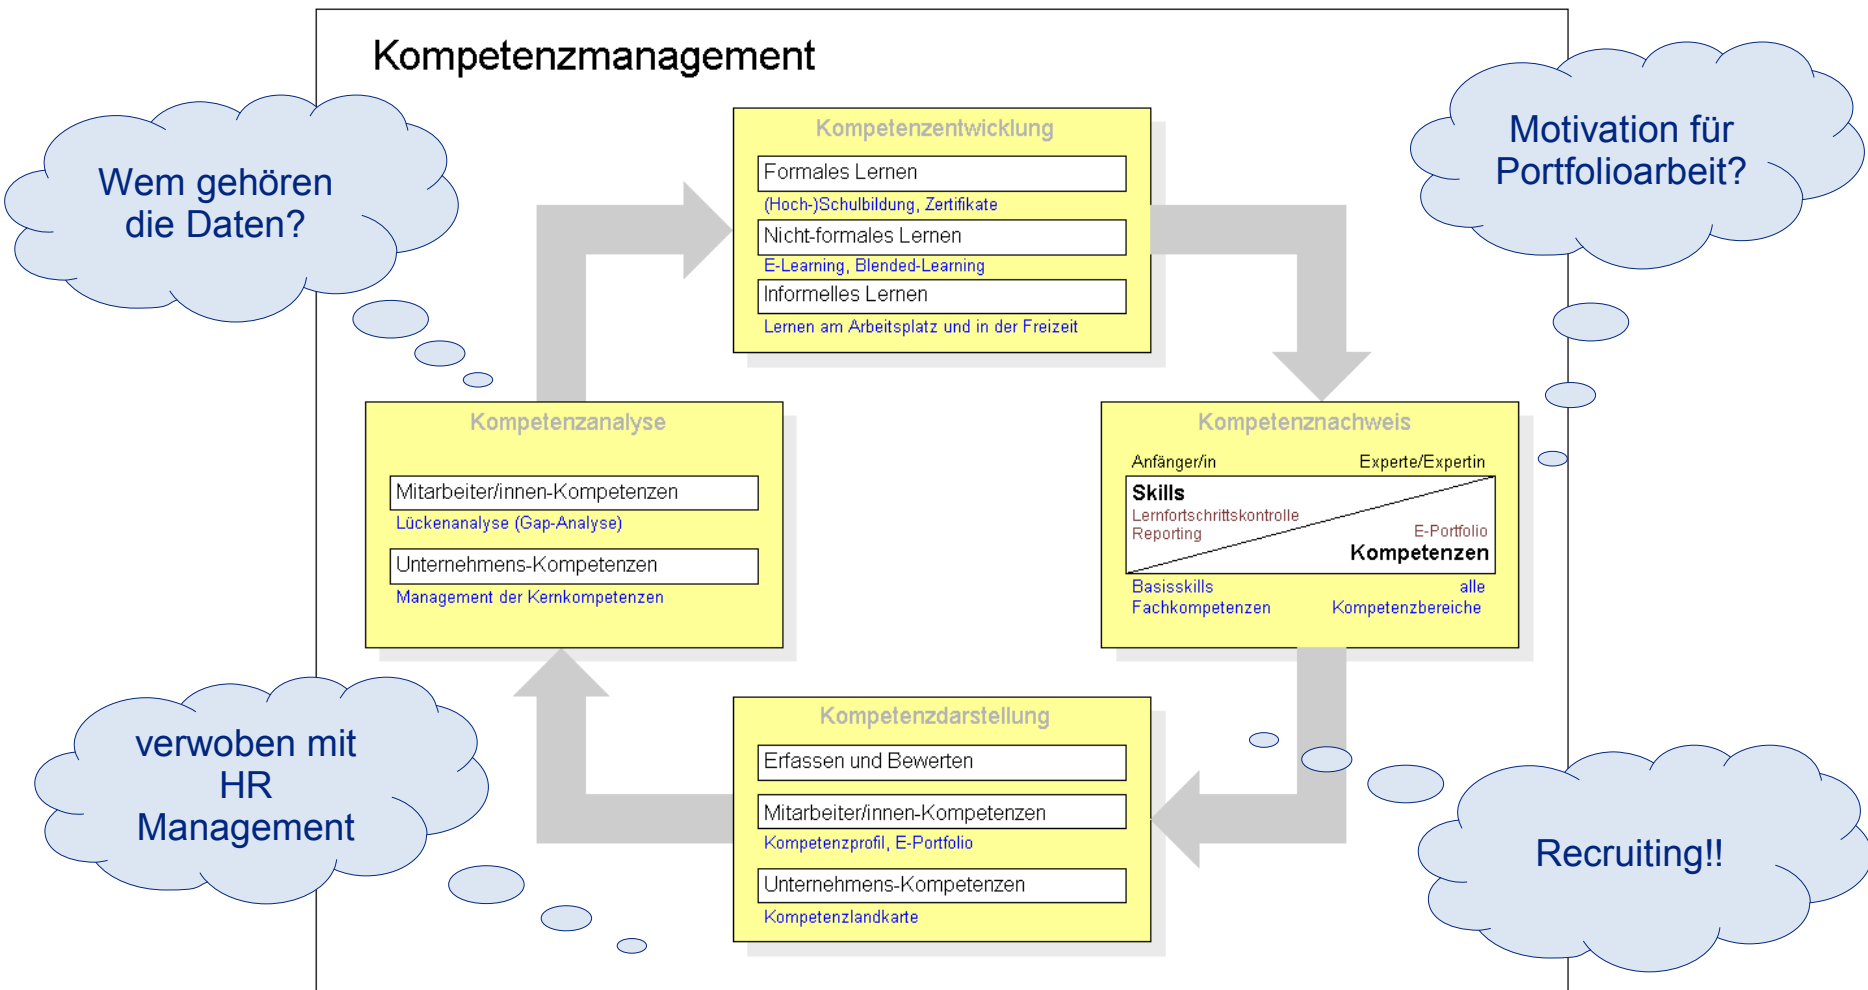 Kompetenzmanagement
Wem gehören
die Daten?
Motivation für
Portfolioarbeit?
Kompetenzentwicklung
Formales Lernen
(Hoch-)Schulbildung, Zertifikate
Nicht-formales Lernen
E-Learning, Blended-Learning
Informelles Lernen
Lernen am Arbeitsplatz und in der Freizeit
Kompetenzanalyse
Mitarbeiter/innen-Kompetenzen
Lückenanalyse (Gap-Analyse)
Unternehmens-Kompetenzen
Management der Kernkompetenzen
Kompetenznachweis
Anfänger/in Experte/Expertin
Skills
Lernfortschrittskontrolle
Reporting E-Portfolio
Kompetenzen
Basisskills alle
Fachkompetenzen Kompetenzbereiche
Kompetenzdarstellung
Erfassen und Bewerten
Mitarbeiter/innen-Kompetenzen
Kompetenzprofil, E-Portfolio
Unternehmens-Kompetenzen
Kompetenzlandkarte
verwoben mit
HR
Management
Recruiting!!